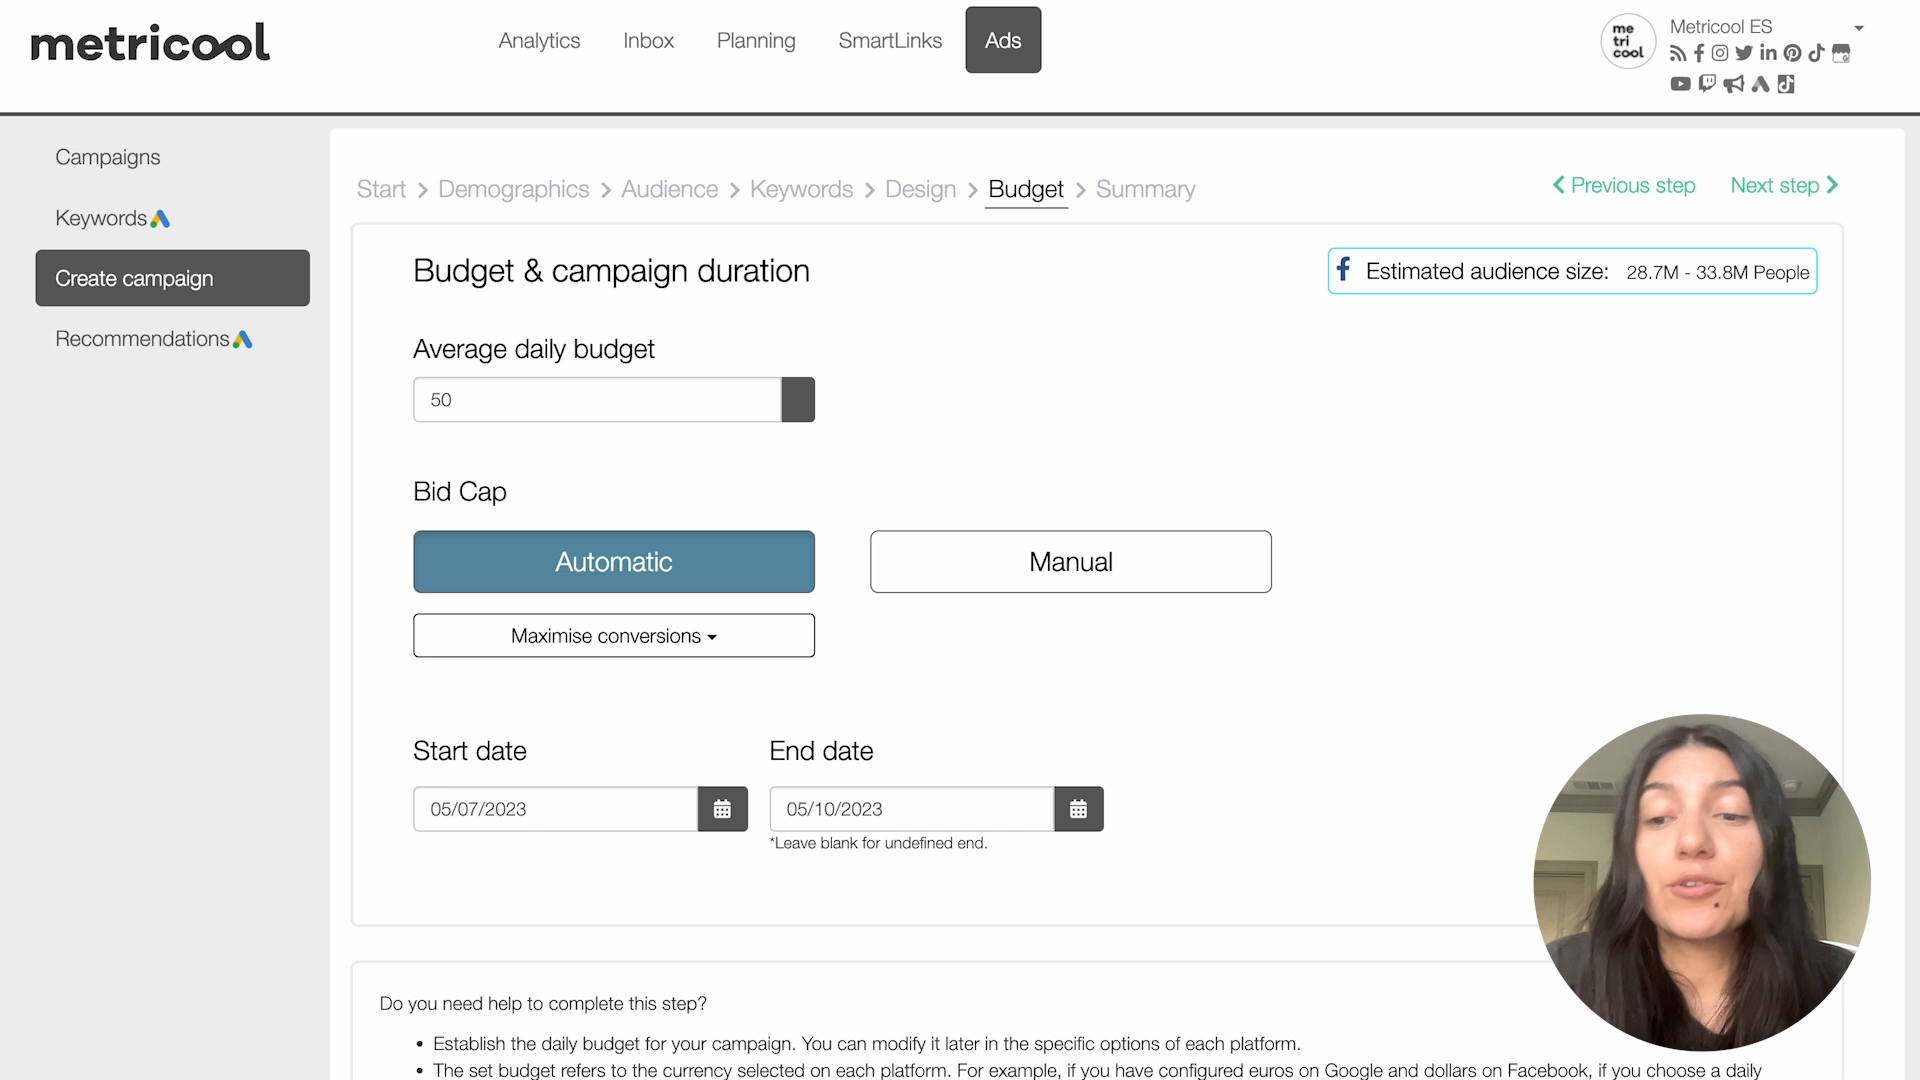 metricool
Analytics
Inbox
Planning
SmartLinks
Ads
me
tri
cool
Metricool ES
Campaigns
Keywords
Create campaign
Recommendations
Start
Demographics
Audience
Keywords
Design
Budget
Summary
Previous step
Next step
Budget & campaign duration
Estimated audience size: 28.7M - 33.8M People
Average daily budget
50
Bid Cap
Automatic
Manual
Maximise conversions
Start date
End date
05/07/2023
05/10/2023
*Leave blank for undefined end.
Do you need help to complete this step?
• Establish the daily budget for your campaign. You can modify it later in the specific options of each platform.
• The set budget refers to the currency selected on each platform. For example, if you have configured euros on Google and dollars on Facebook, if you choose a daily